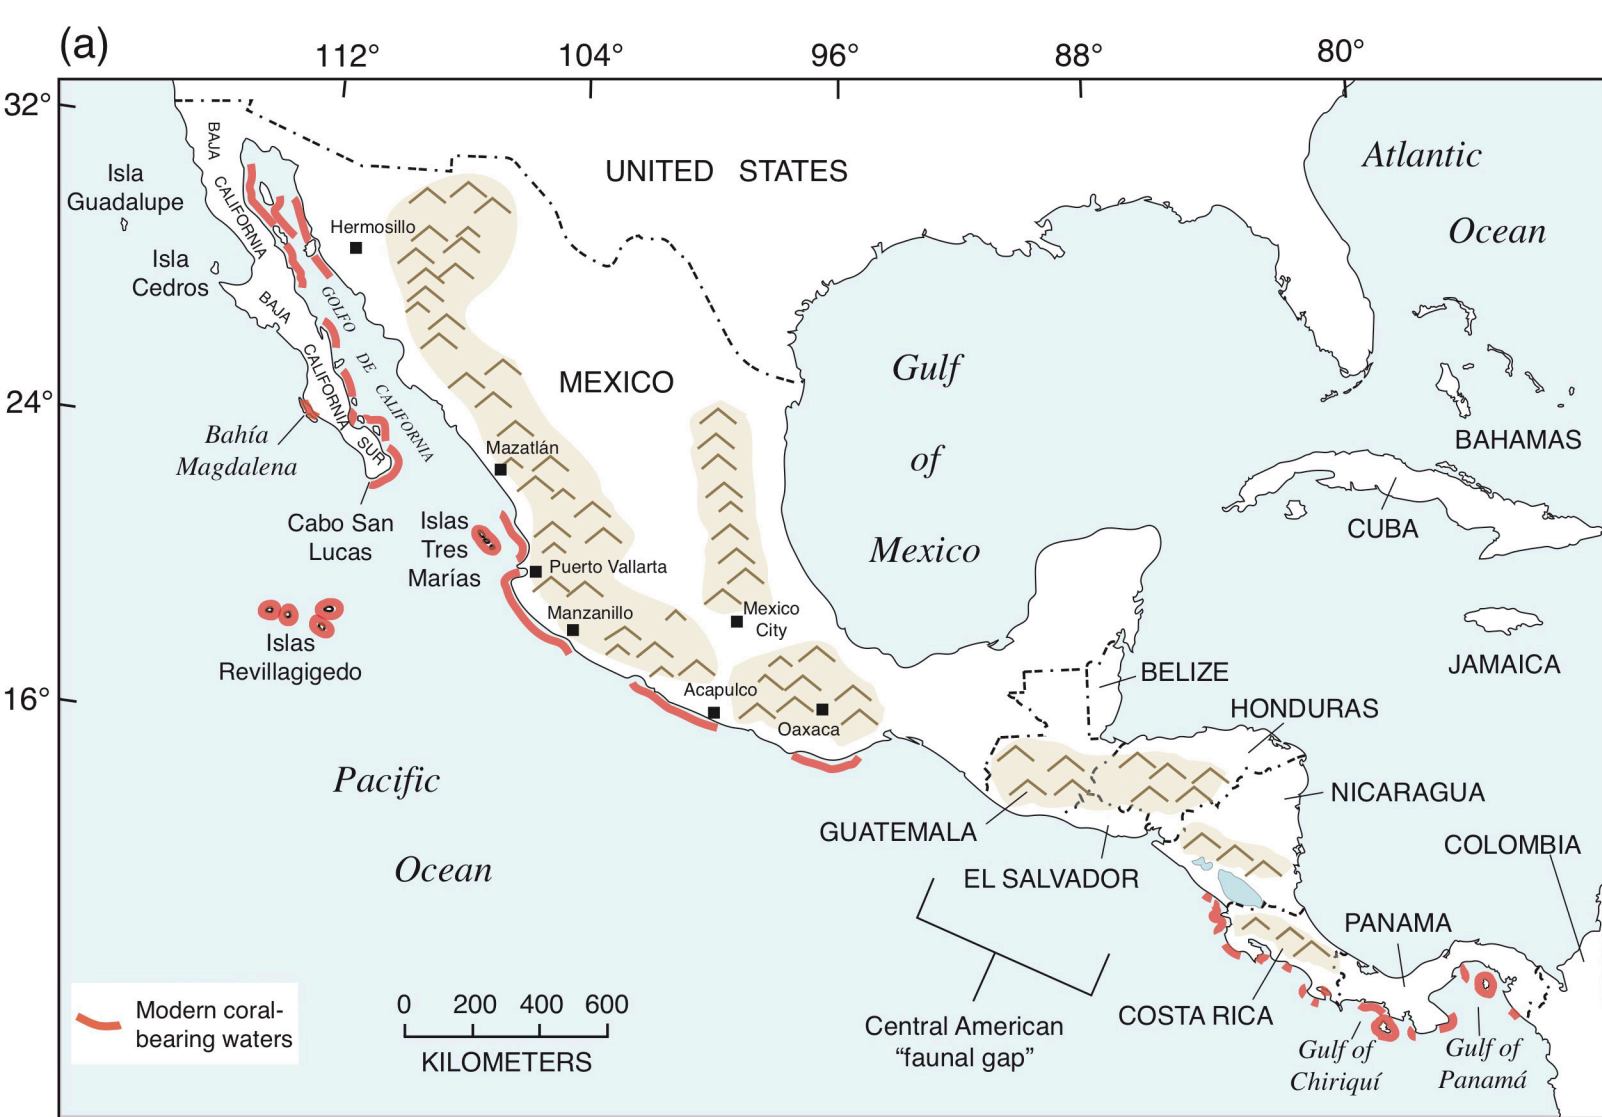 (a)
112°
104°
96°
88°
80°
32°
24°
16°
BAJA
CALIFORNIA
Isla
Guadalupe
Isla
Cedros
Hermosillo
UNITED STATES
Atlantic
Ocean
BAJA
CALIFORNIA
SUR
GOLFO
DE
CALIFORNIA
MEXICO
Gulf
of
Mexico
BAHAMAS
Bahía
Magdalena
Mazatlán
Cabo San
Lucas
Islas
Tres
Marías
CUBA
Puerto Vallarta
Manzanillo
Mexico
City
Islas
Revillagigedo
BELIZE
JAMAICA
Acapulco
Oaxaca
HONDURAS
Pacific
Ocean
NICARAGUA
GUATEMALA
COLOMBIA
EL SALVADOR
PANAMA
COSTA RICA
Central American
“faunal gap”
Gulf of
Chiriquí
Gulf of
Panamá
Modern coral-
bearing waters
0 200 400 600
KILOMETERS